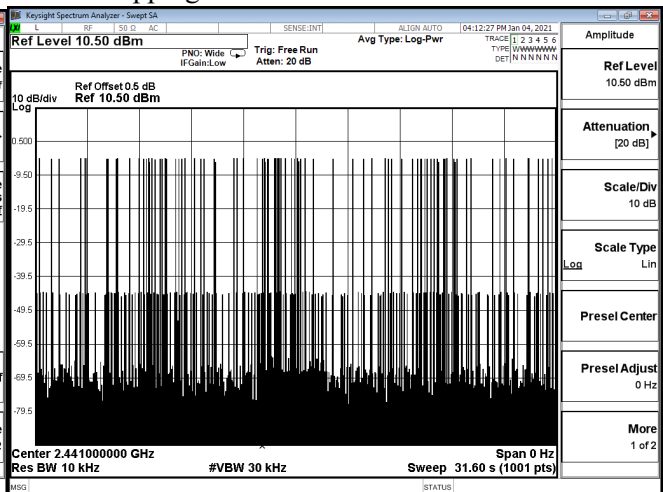 Keysight Spectrum Analyzer - Swept SA
L RF 50 Ω AC SENSE:INT ALIGN AUTO 04:12:27 PM Jan 04, 2021
Ref Level 10.50 dBm
PNO: Wide
IFGain:Low
Trig: Free Run
Atten: 20 dB
Avg Type: Log-Pwr
TRACE 1 2 3 4 5 6
TYPE WWWWWW
DET N N N N N N
Ref Offset 0.5 dB
10 dB/div Ref 10.50 dBm
Log
0.500
-9.50
-19.5
-29.5
-39.5
-49.5
-59.5
-69.5
-79.5
Center 2.441000000 GHz Span 0 Hz
Res BW 10 kHz #VBW 30 kHz Sweep 31.60 s (1001 pts)
MSG STATUS
Amplitude
Ref Level
10.50 dBm
Attenuation
[20 dB]
Scale/Div
10 dB
Scale Type
Log Lin
Presel Center
Presel Adjust
0 Hz
More
1 of 2